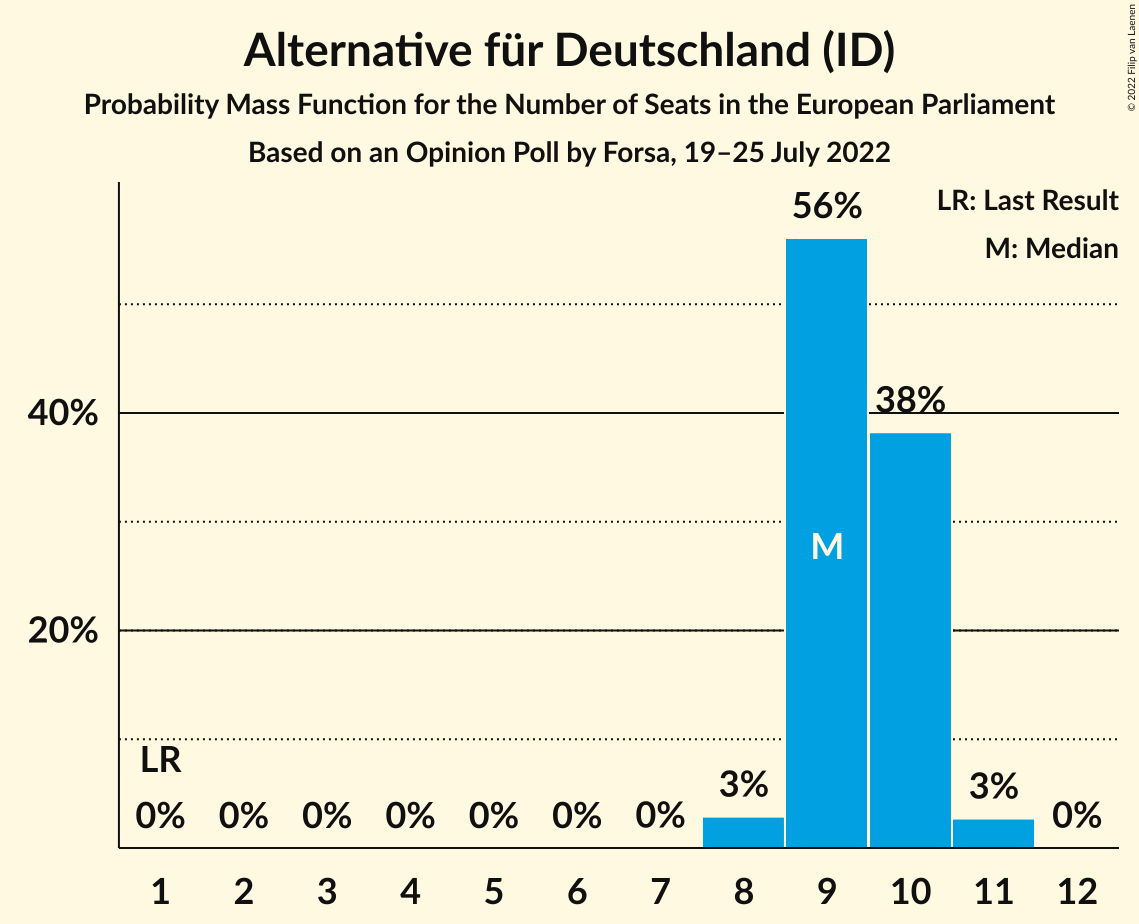 Alternative für Deutschland (ID)
Probability Mass Function for the Number of Seats in the European Parliament
Based on an Opinion Poll by Forsa, 19–25 July 2022
© 2022 Filip van Laenen
LR: Last Result
M: Median
56%
40%
38%
M
20%
LR
0% 0% 0% 0% 0% 0% 0% 3% 3% 0%
1 2 3 4 5 6 7 8 9 10 11 12